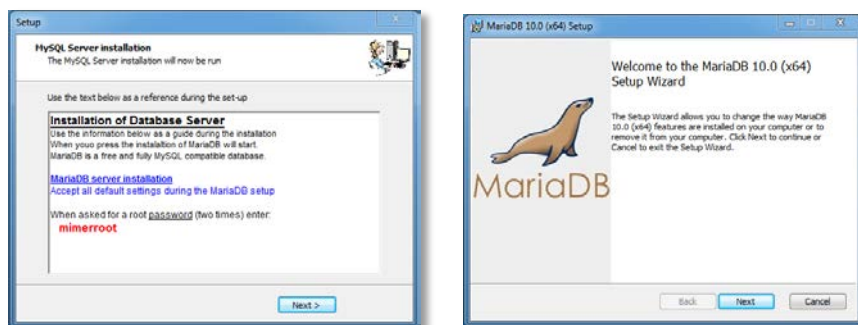 Setup
MySQL Server installation
The MySQL Server installation will now be run
Use the text below as a reference during the set-up
Installation of Database Server
Use the information below as a guide during the installation
When youo press the instalaltion of MariaDB will start.
MariaDB is a free and fully MySQL compatible database.
MariaDB server installation
Accept all default settings during the MariaDB setup
When asked for a root password (two times) enter:
mimerroot
Next >
MariaDB 10.0 (x64) Setup
Welcome to the MariaDB 10.0 (x64)
Setup Wizard
The Setup Wizard allows you to change the way MariaDB
10.0 (x64) features are installed on your computer or to
remove it from your computer. Click Next to continue or
Cancel to exit the Setup Wizard.
MariaDB
Back
Next
Cancel